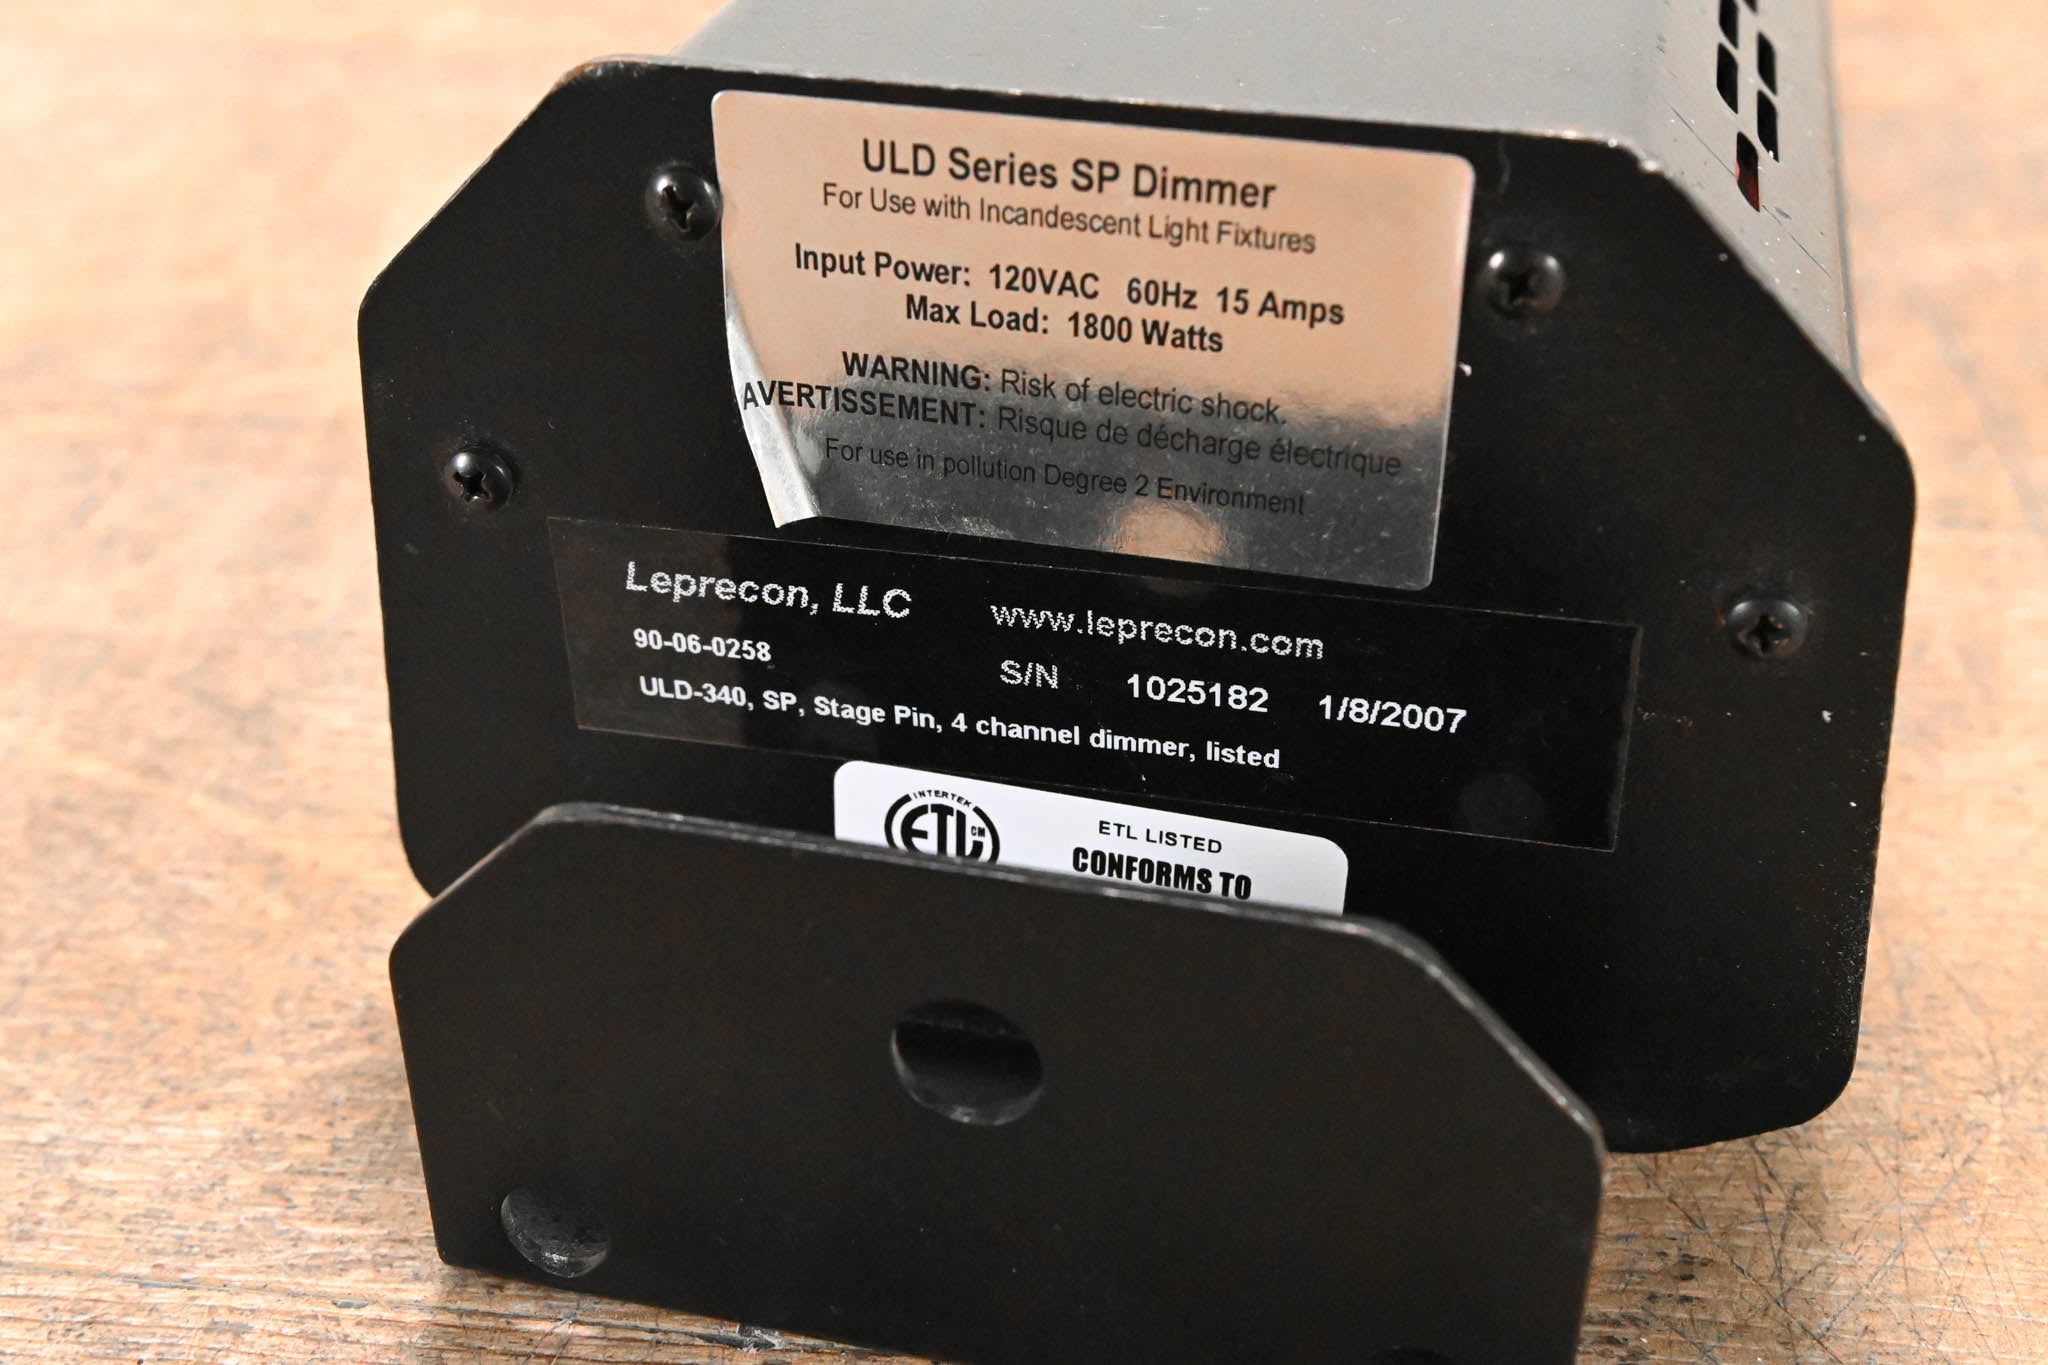 ULD Series SP Dimmer
For Use with Incandescent Light Fixtures
Input Power: 120VAC 60Hz 15 Amps
Max Load: 1800 Watts
WARNING: Risk of electric shock.
AVERTISSEMENT: Risque de décharge électrique
For use in pollution Degree 2 Environment
Leprecon, LLC www.leprecon.com
90-06-0258 S/N 1025182 1/8/2007
ULD-340, SP, Stage Pin, 4 channel dimmer, listed
INTERTEK
ETL CM
ETL LISTED
CONFORMS TO